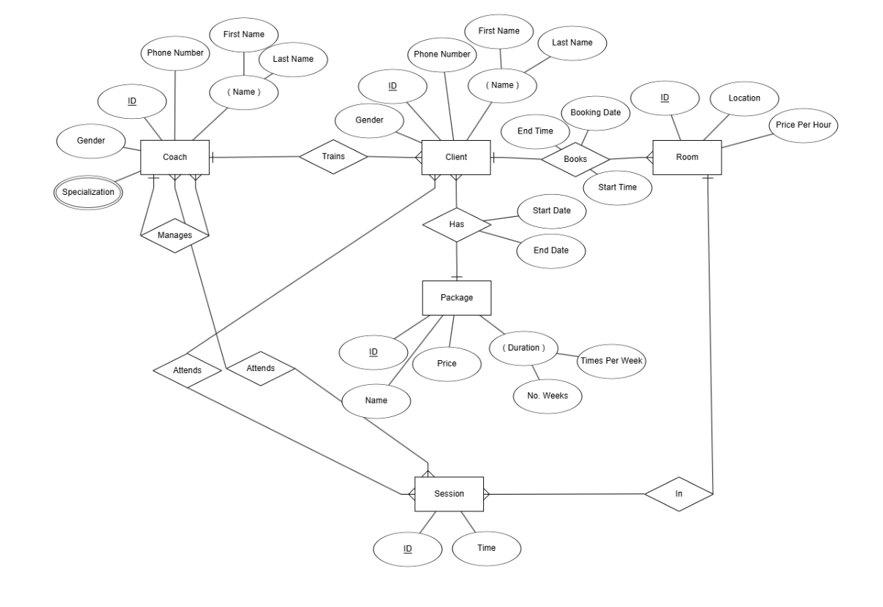 First Name
Phone Number
Last Name
ID
( Name )
Gender
Coach
Specialization
Manages
Trains
First Name
Phone Number
Last Name
ID
( Name )
Gender
Client
End Time
Booking Date
Books
Start Time
ID
Location
Price Per Hour
Room
Has
Start Date
End Date
Package
ID
Price
( Duration )
Times Per Week
Name
No. Weeks
Attends
Attends
Session
In
ID
Time